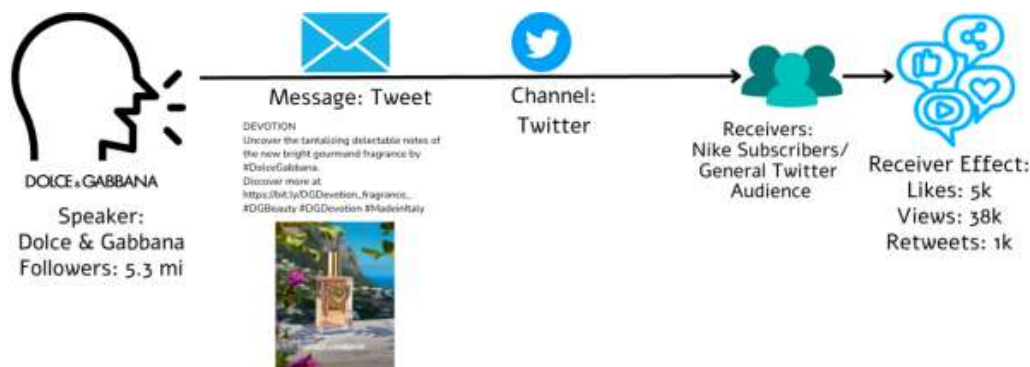 DOLCE & GABBANA
Speaker:
Dolce & Gabbana
Followers: 5.3 mi
Message: Tweet
DEVOTION
Uncover the tantalizing delectable notes of
the new bright gourmand fragrance by
#DolceGabbana.
Discover more at
https://bit.ly/DGDevotion_fragrance_
#DGBeauty #DGDevotion #MadeinItaly
Channel:
Twitter
Receivers:
Nike Subscribers/
General Twitter
Audience
Receiver Effect:
Likes: 5k
Views: 38k
Retweets: 1k